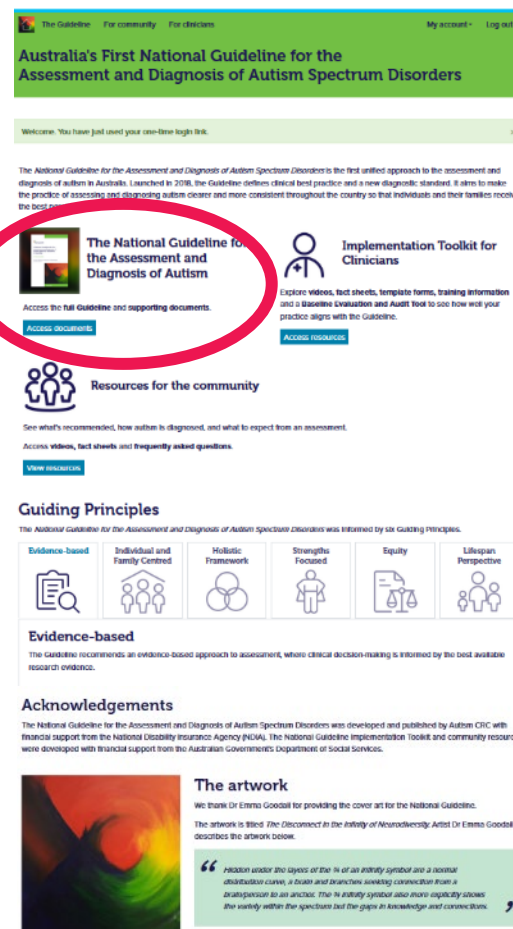 The Guideline For community For clinicians My account Log out
Australia's First National Guideline for the
Assessment and Diagnosis of Autism Spectrum Disorders
Welcome. You have just used your one-time login link.
The National Guideline for the Assessment and Diagnosis of Autism Spectrum Disorders is the first unified approach to the assessment and
diagnosis of autism in Australia. Launched in 2018, the Guideline defines clinical best practice and a new diagnostic standard. It aims to make
the practice of assessing and diagnosing autism clearer and more consistent throughout the country so that individuals and their families receive
the best
The National Guideline for
the Assessment and
Diagnosis of Autism
Access the full Guideline and supporting documents.
Access documents
Implementation Toolkit for
Clinicians
Explore videos, fact sheets, template forms, training information
and a Baseline Evaluation and Audit Tool to see how well your
practice aligns with the Guideline.
Access resources
Resources for the community
See what's recommended, how autism is diagnosed, and what to expect from an assessment.
Access videos, fact sheets and frequently asked questions.
View resources
Guiding Principles
The National Guideline for the Assessment and Diagnosis of Autism Spectrum Disorders was informed by six Guiding Principles.
Evidence-based
Individual and
Family Centred
Holistic
Framework
Strengths
Focused
Equity
Lifespan
Perspective
Evidence-based
The Guideline recommends an evidence-based approach to assessment, where clinical decision-making is informed by the best available
research evidence.
Acknowledgements
The National Guideline for the Assessment and Diagnosis of Autism Spectrum Disorders was developed and published by Autism CRC with
financial support from the National Disability Insurance Agency (NDIA). The National Guideline Implementation Toolkit and community resourc
were developed with financial support from the Australian Government's Department of Social Services.
The artwork
We thank Dr Emma Goodall for providing the cover art for the National Guideline.
The artwork is titled The Disconnect in the Infinity of Neurodiversity. Artist Dr Emma Goodall
describes the artwork below.
“ Hidden under the layers of the ¼ of an infinity symbol are a normal
distribution curve, a brain and branches seeking connection from a
brain/person to an anchor. The ¼ infinity symbol also more explicitly shows
the variety within the spectrum but the gaps in knowledge and connections. ”